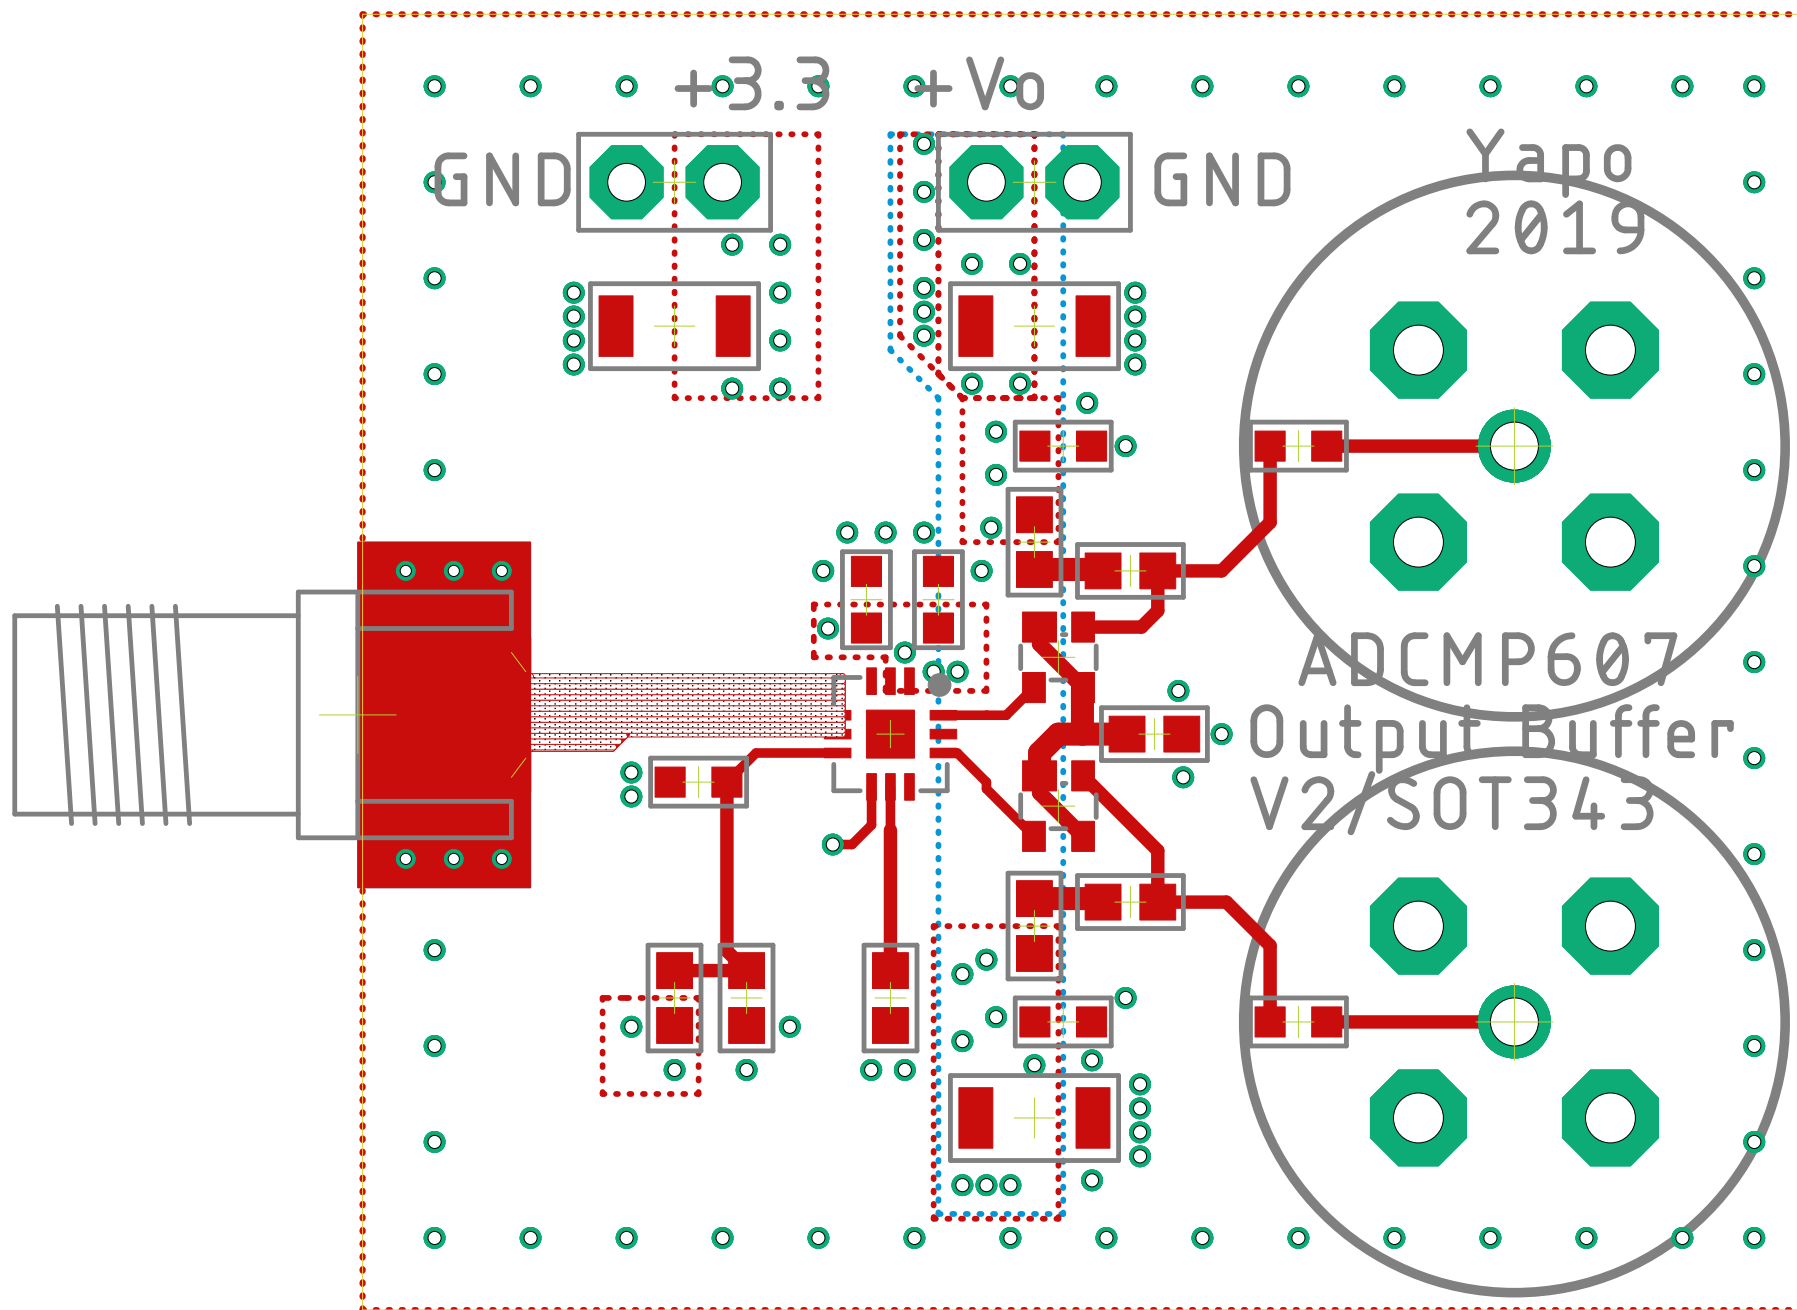 +3.3
+Vo
GND
GND
Yapo
2019
ADCMP607
Output Buffer
V2/SOT343